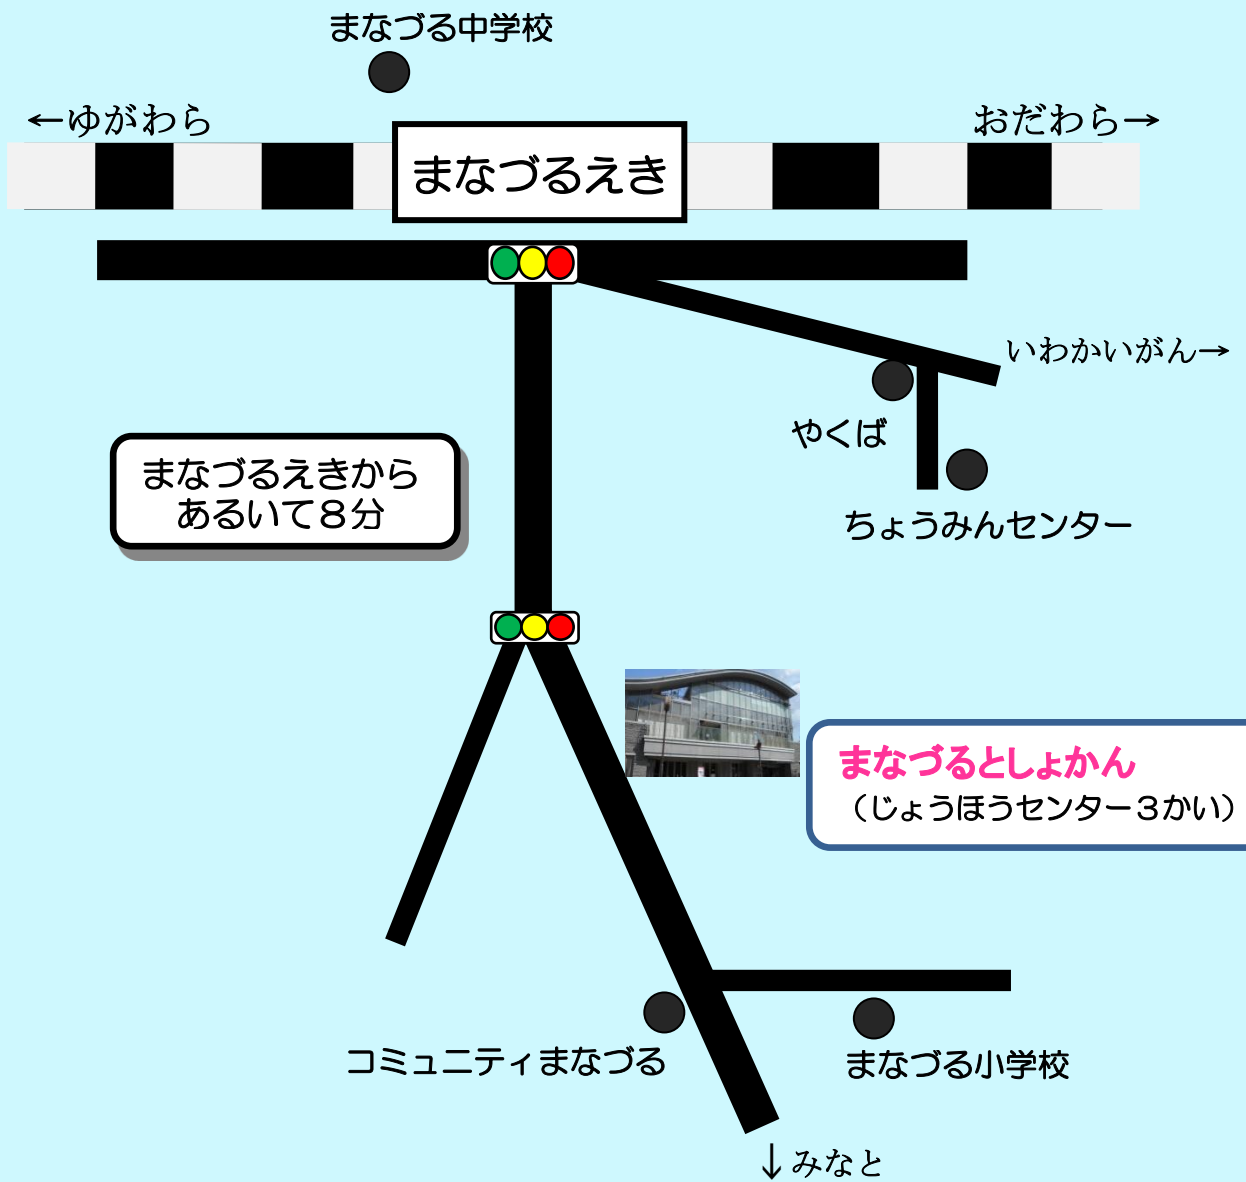 まなづる中学校
←ゆがわら
おだわら→
まなづるえき
いわかいがん→
やくば
まなづるえきから
あるいて８分
ちょうみんセンター
まなづるとしょかん
（じょうほうセンター３かい）
コミュニティまなづる
まなづる小学校
↓みなと